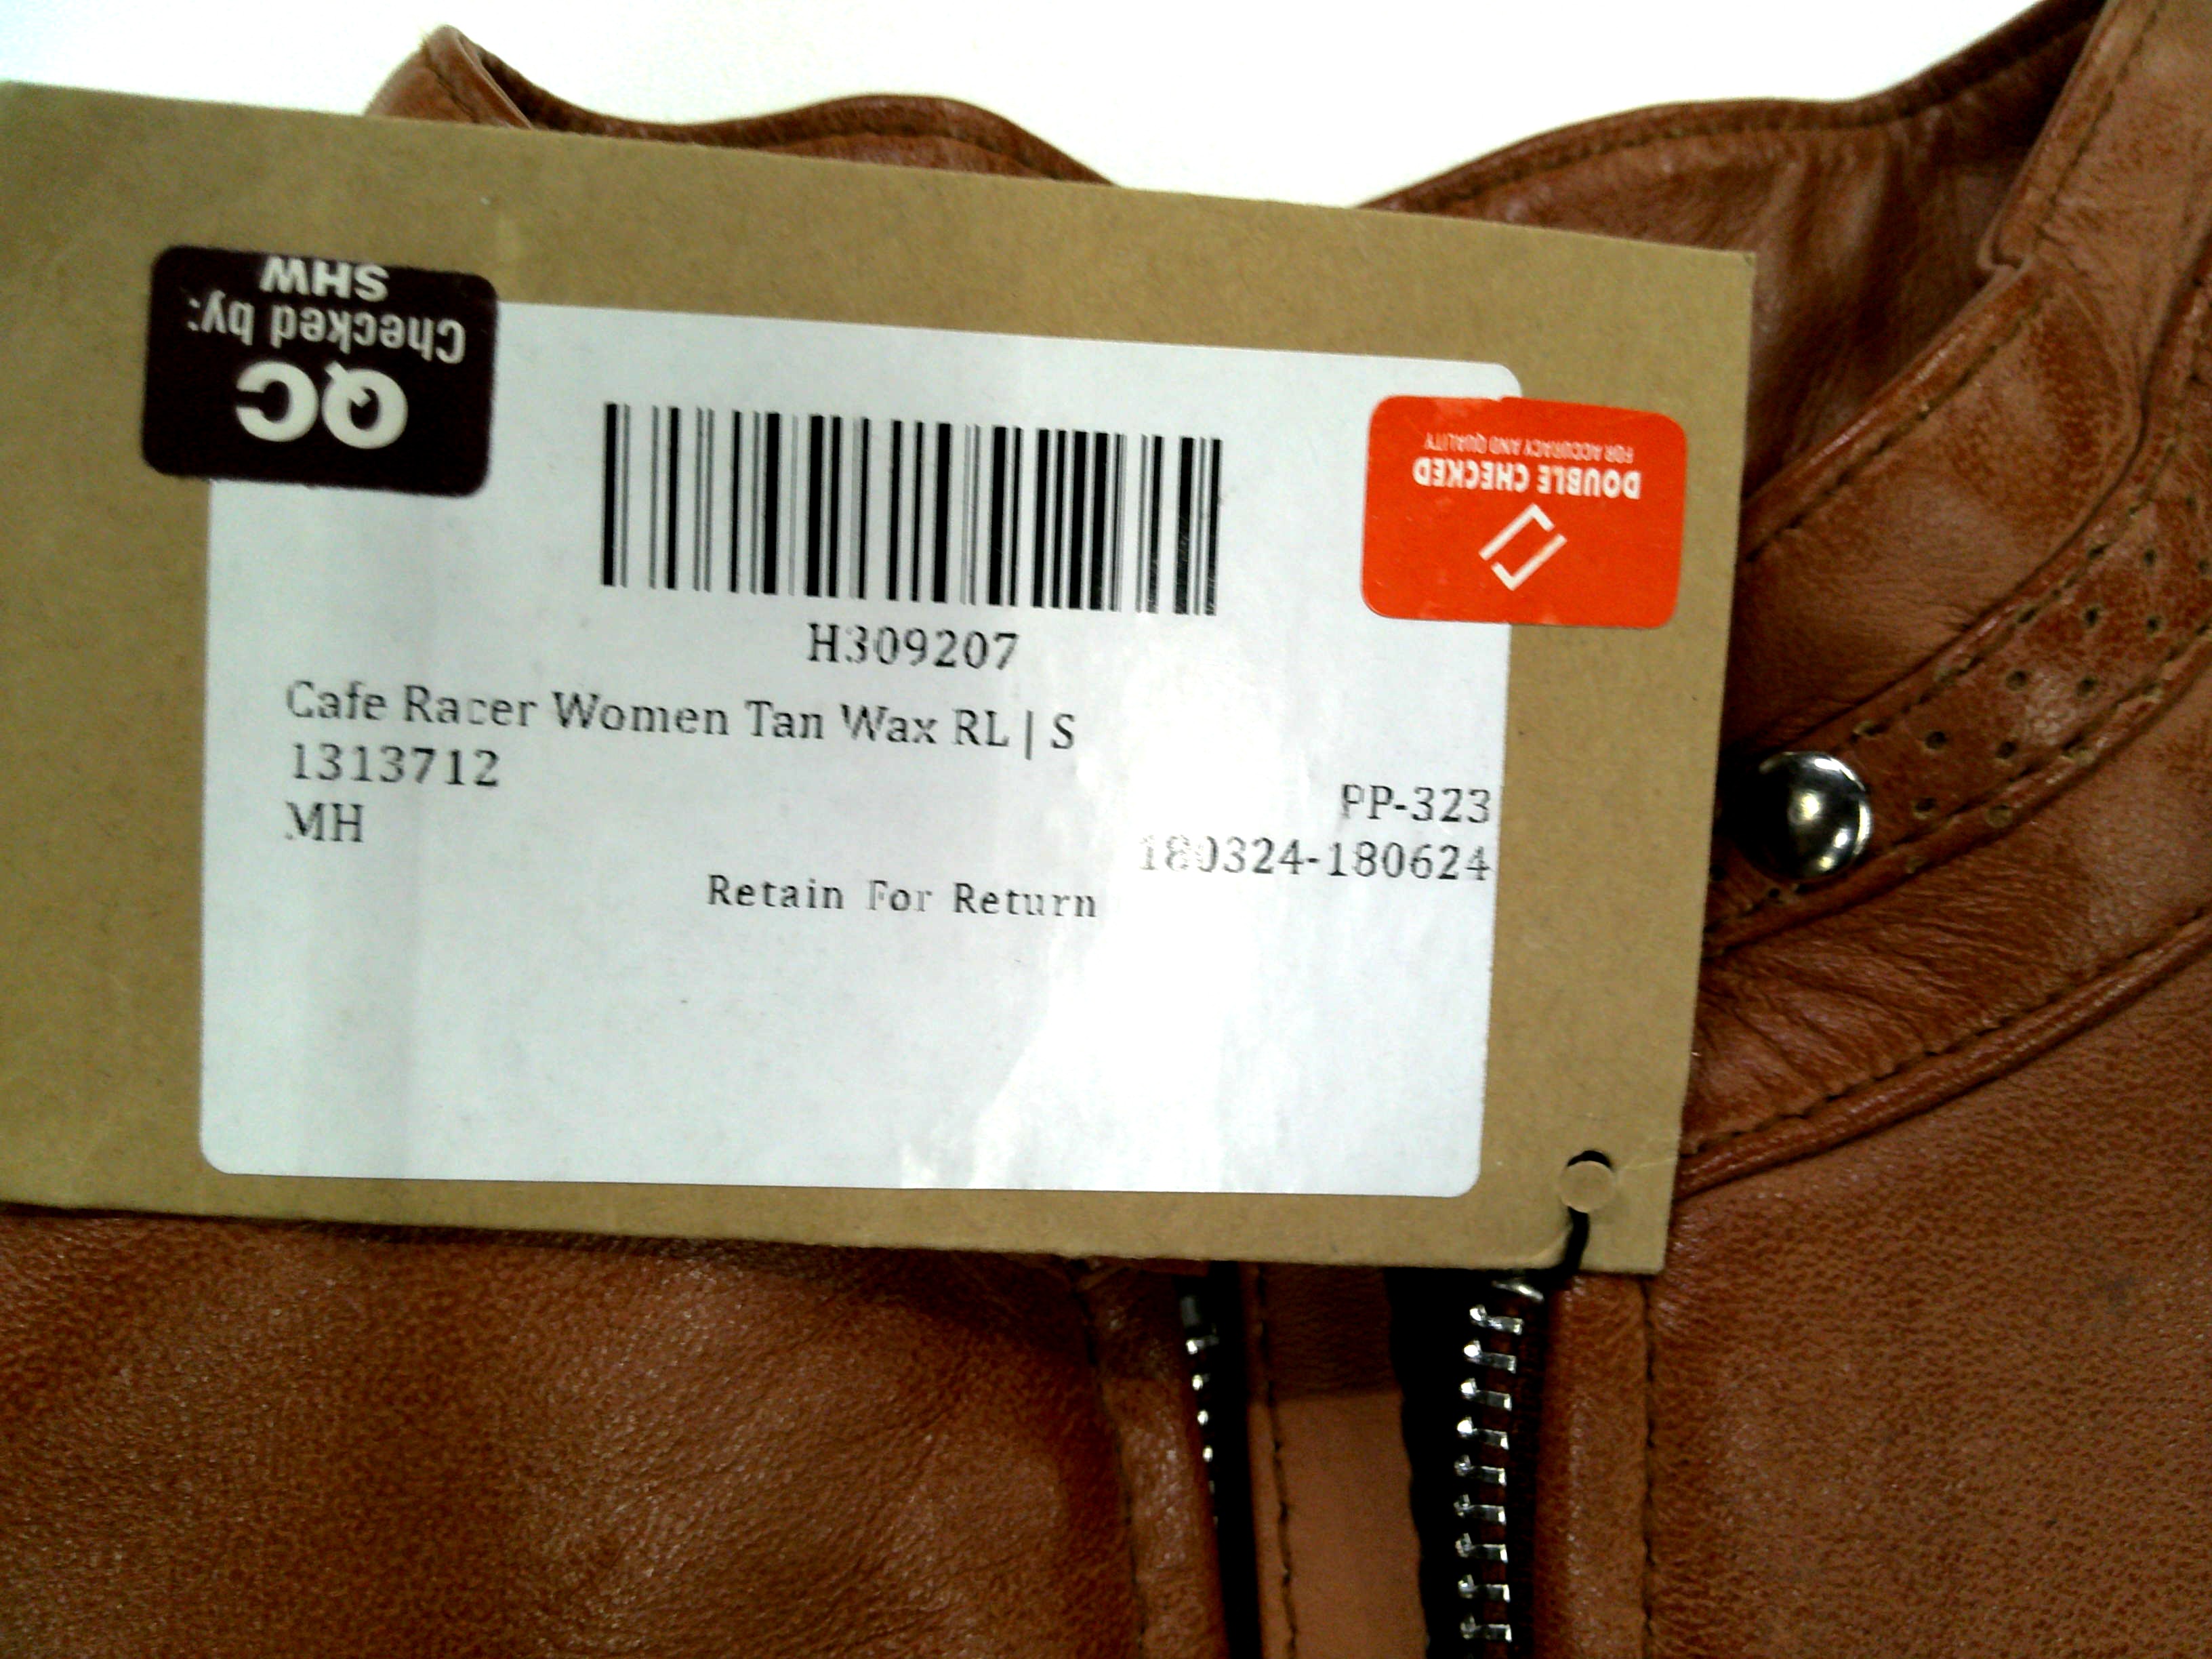 QC
Checked by:
SHW
DOUBLE CHECKED
FOR ACCURACY AND QUALITY
H309207
Cafe Racer Women Tan Wax RL | S
1313712
PP-323
MH
180324-180624
Retain For Return